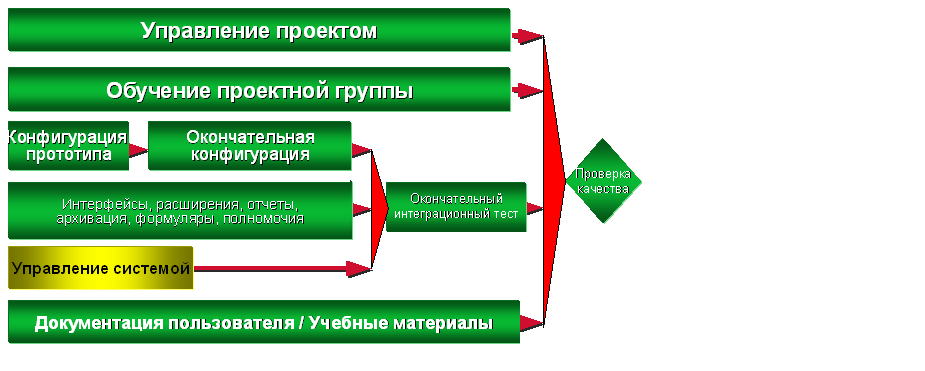 Управление проектом
Обучение проектной группы
Конфигурация
прототипа
Окончательная
конфигурация
Интерфейсы, расширения, отчеты,
архивация, формуляры, полномочия
Окончательный
интеграционный тест
Проверка
качества
Управление системой
Документация пользователя / Учебные материалы